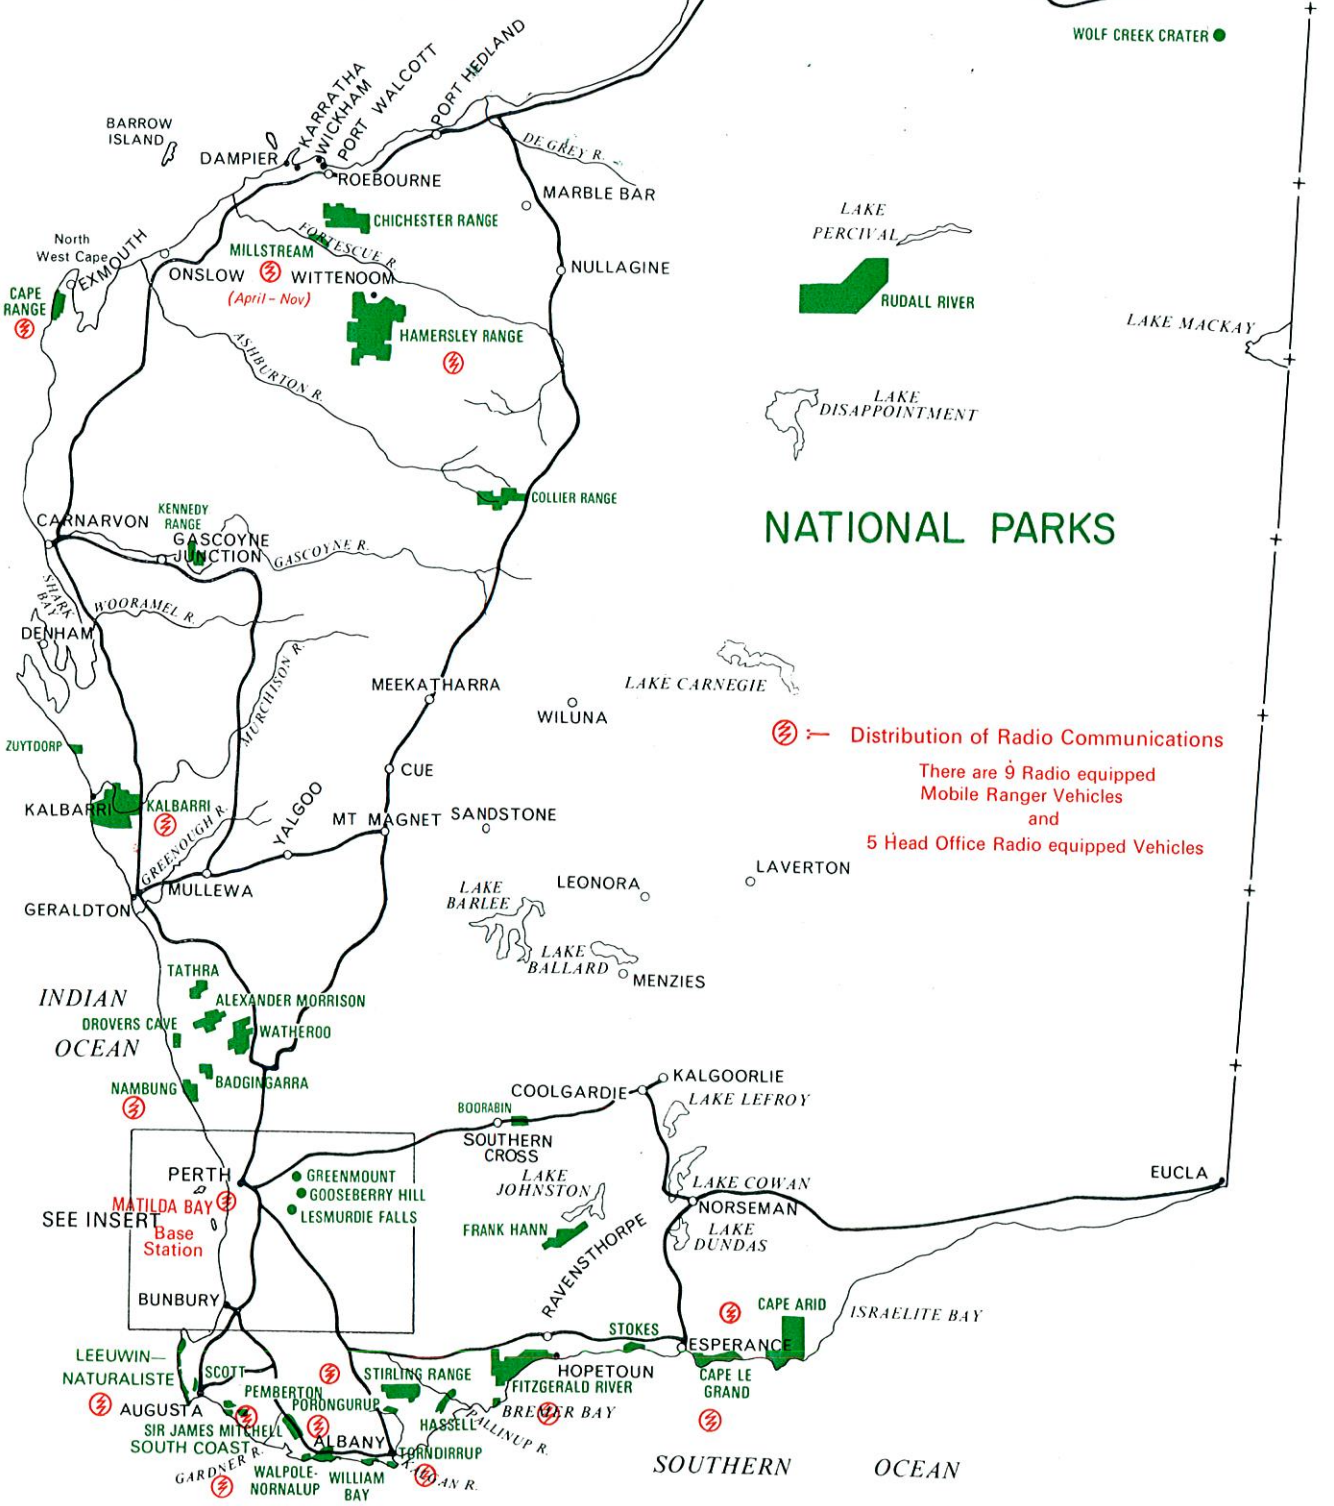 WOLF CREEK CRATER
KARRATHA
WICKHAM
PORT WALCOTT
PORT HEDLAND
BARROW
ISLAND
DAMPIER
ROEBOURNE
DE GREY R.
MARBLE BAR
CHICHESTER RANGE
LAKE
PERCIVAL
North
West Cape
EXMOUTH
MILLSTREAM
FORTESCUE R.
ONSLOW
WITTENOOM
(April - Nov)
NULLAGINE
CAPE
RANGE
RUDALL RIVER
LAKE MACKAY
HAMERSLEY RANGE
ASHBURTON R.
LAKE
DISAPPOINTMENT
COLLIER RANGE
KENNEDY
RANGE
CARNARVON
GASCOYNE
JUNCTION
GASCOYNE R.
NATIONAL PARKS
SHARK
BAY
WOORAMEL R.
DENHAM
MURCHISON R.
MEEKATHARRA
LAKE CARNEGIE
WILUNA
ZUYTDORP
:— Distribution of Radio Communications
There are 9 Radio equipped
Mobile Ranger Vehicles
and
5 Head Office Radio equipped Vehicles
CUE
KALBARRI
KALBARRI
GREENOUGH R.
YALGOO
MT MAGNET
SANDSTONE
MULLEWA
GERALDTON
LAKE
BARLEE
LEONORA
LAVERTON
LAKE
BALLARD
MENZIES
TATHRA
INDIAN
OCEAN
ALEXANDER MORRISON
DROVERS CAVE
WATHEROO
NAMBUNG
BADGINGARRA
COOLGARDIE
KALGOORLIE
LAKE LEFROY
BOORABIN
SOUTHERN
CROSS
PERTH
GREENMOUNT
GOOSEBERRY HILL
LESMURDIE FALLS
MATILDA BAY
Base
Station
SEE INSERT
LAKE
JOHNSTON
LAKE COWAN
NORSEMAN
EUCLA
FRANK HANN
LAKE
DUNDAS
RAVENSTHORPE
BUNBURY
CAPE ARID
ISRAELITE BAY
STOKES
ESPERANCE
LEEUWIN—
NATURALISTE
SCOTT
STIRLING RANGE
HOPETOUN
CAPE LE
GRAND
PEMBERTON
PORONGURUP
FITZGERALD RIVER
AUGUSTA
BREMER BAY
SIR JAMES MITCHELL
HASSELL
PALLINUP R.
SOUTH COAST
ALBANY
TORNDIRRUP
GARDNER R.
WALPOLE-
NORNALUP
WILLIAM
BAY
KALGAN R.
SOUTHERN OCEAN